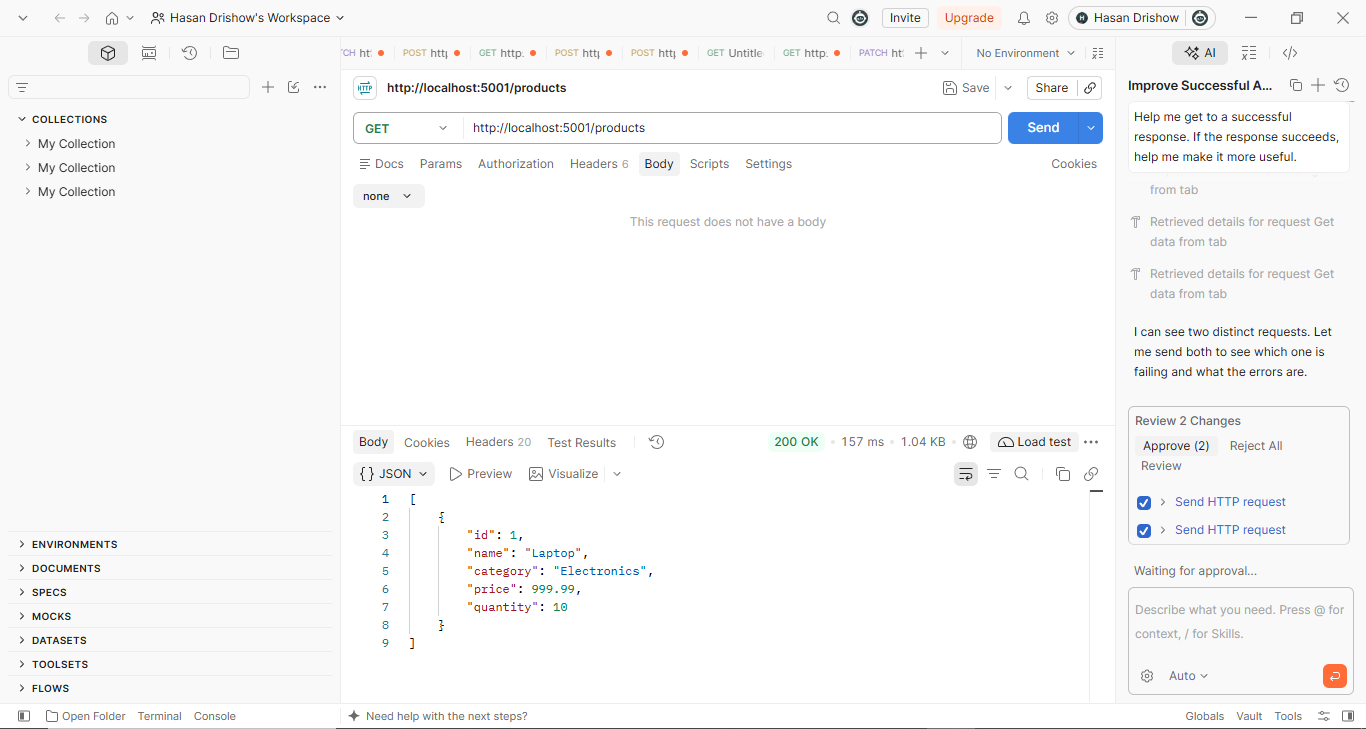 Hasan Drishow's Workspace
Invite
Upgrade
H Hasan Drishow
CH ht
POST http
GET http.
POST http
POST http
GET Untitle
GET http.
PATCH ht
No Environment
AI
COLLECTIONS
My Collection
My Collection
My Collection
ENVIRONMENTS
DOCUMENTS
SPECS
MOCKS
DATASETS
TOOLSETS
FLOWS
HTTP http://localhost:5001/products
Save
Share
GET http://localhost:5001/products
Send
Docs Params Authorization Headers 6 Body Scripts Settings Cookies
none
This request does not have a body
Body Cookies Headers 20 Test Results
200 OK • 157 ms • 1.04 KB • Load test
{} JSON Preview Visualize
1 [
2 {
3 "id": 1,
4 "name": "Laptop",
5 "category": "Electronics",
6 "price": 999.99,
7 "quantity": 10
8 }
9 ]
Improve Successful A...
Help me get to a successful
response. If the response succeeds,
help me make it more useful.
from tab
Retrieved details for request Get
data from tab
Retrieved details for request Get
data from tab
I can see two distinct requests. Let
me send both to see which one is
failing and what the errors are.
Review 2 Changes
Approve (2) Reject All
Review
Send HTTP request
Send HTTP request
Waiting for approval...
Describe what you need. Press @ for
context, / for Skills.
Auto
Open Folder Terminal Console
Need help with the next steps?
Globals Vault Tools